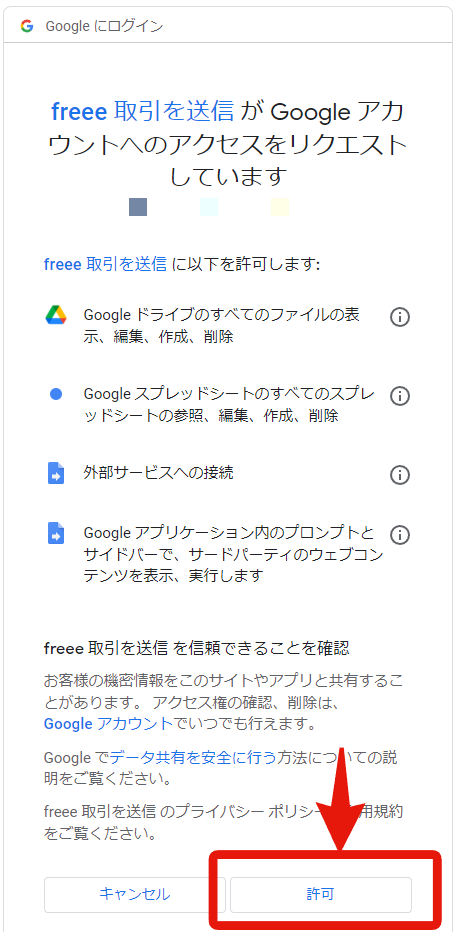 Google にログイン
freee 取引を送信 が Google アカ
ウントへのアクセスをリクエスト
しています
freee 取引を送信 に以下を許可します:
Google ドライブのすべてのファイルの表
示、編集、作成、削除
Google スプレッドシートのすべてのスプレ
ッドシートの参照、編集、作成、削除
外部サービスへの接続
Google アプリケーション内のプロンプトと
サイドバーで、サードパーティのウェブコン
テンツを表示、実行します
freee 取引を送信 を信頼できることを確認
お客様の機密情報をこのサイトやアプリと共有するこ
とがあります。 アクセス権の確認、削除は、
Google アカウントでいつでも行えます。
Google でデータ共有を安全に行う方法についての説
明をご覧ください。
freee 取引を送信 のプライバシー ポリシー 用規約
をご覧ください。
キャンセル
許可